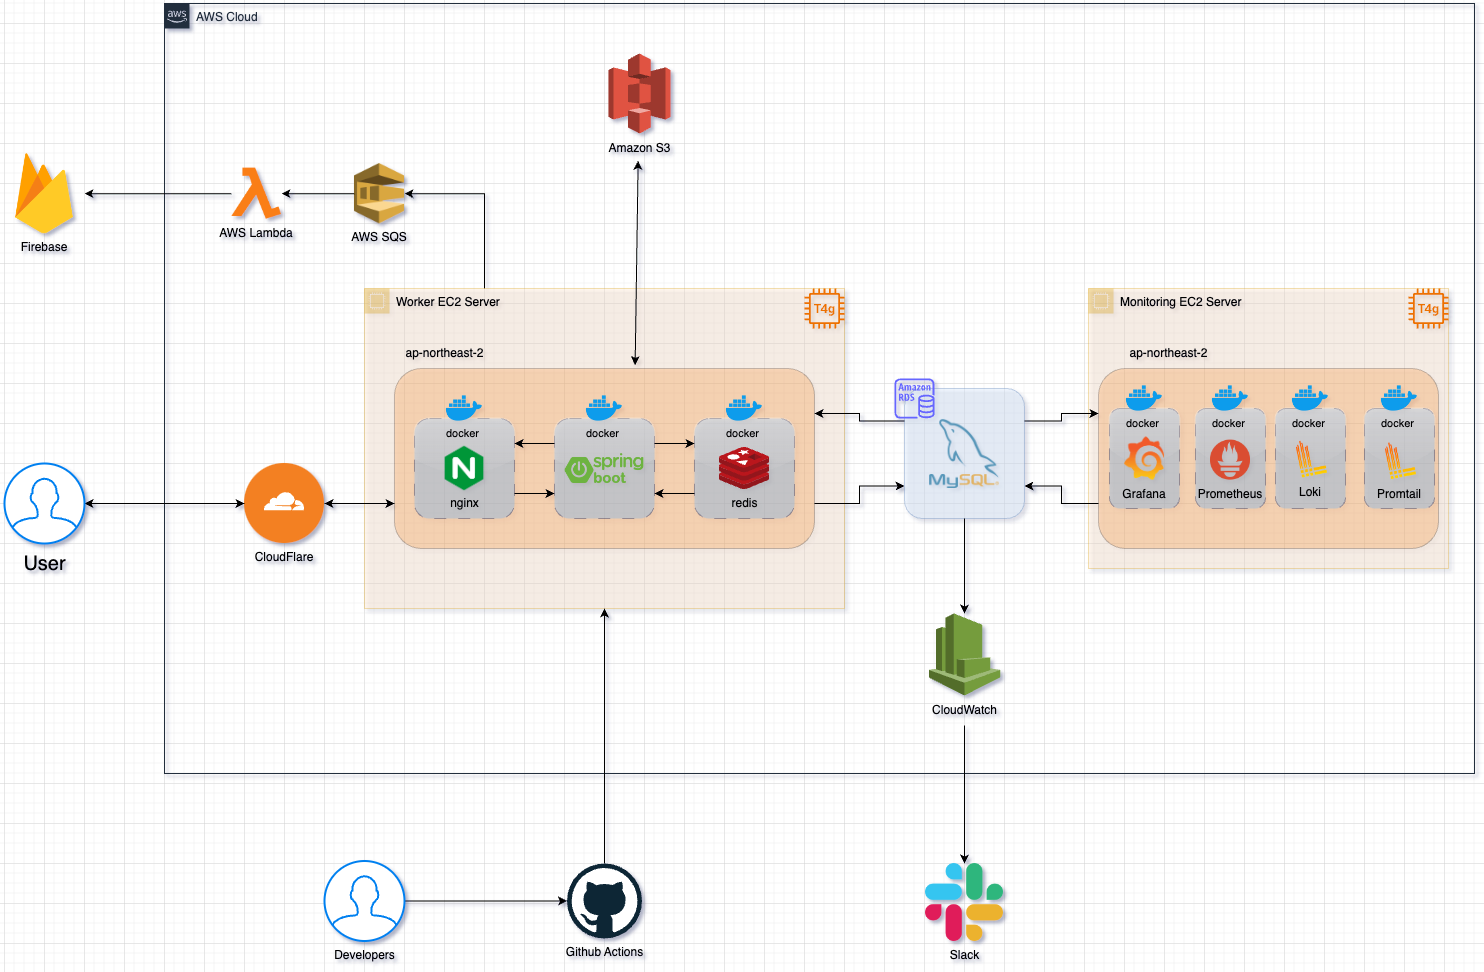 aws
AWS Cloud
Amazon S3
Firebase
AWS Lambda
AWS SQS
Worker EC2 Server
T4g
Monitoring EC2 Server
T4g
ap-northeast-2
ap-northeast-2
Amazon
RDS
docker
docker
docker
docker
docker
docker
docker
spring
boot
MySQL
nginx
redis
Grafana
Prometheus
Loki
Promtail
User
CloudFlare
CloudWatch
Developers
Github Actions
Slack